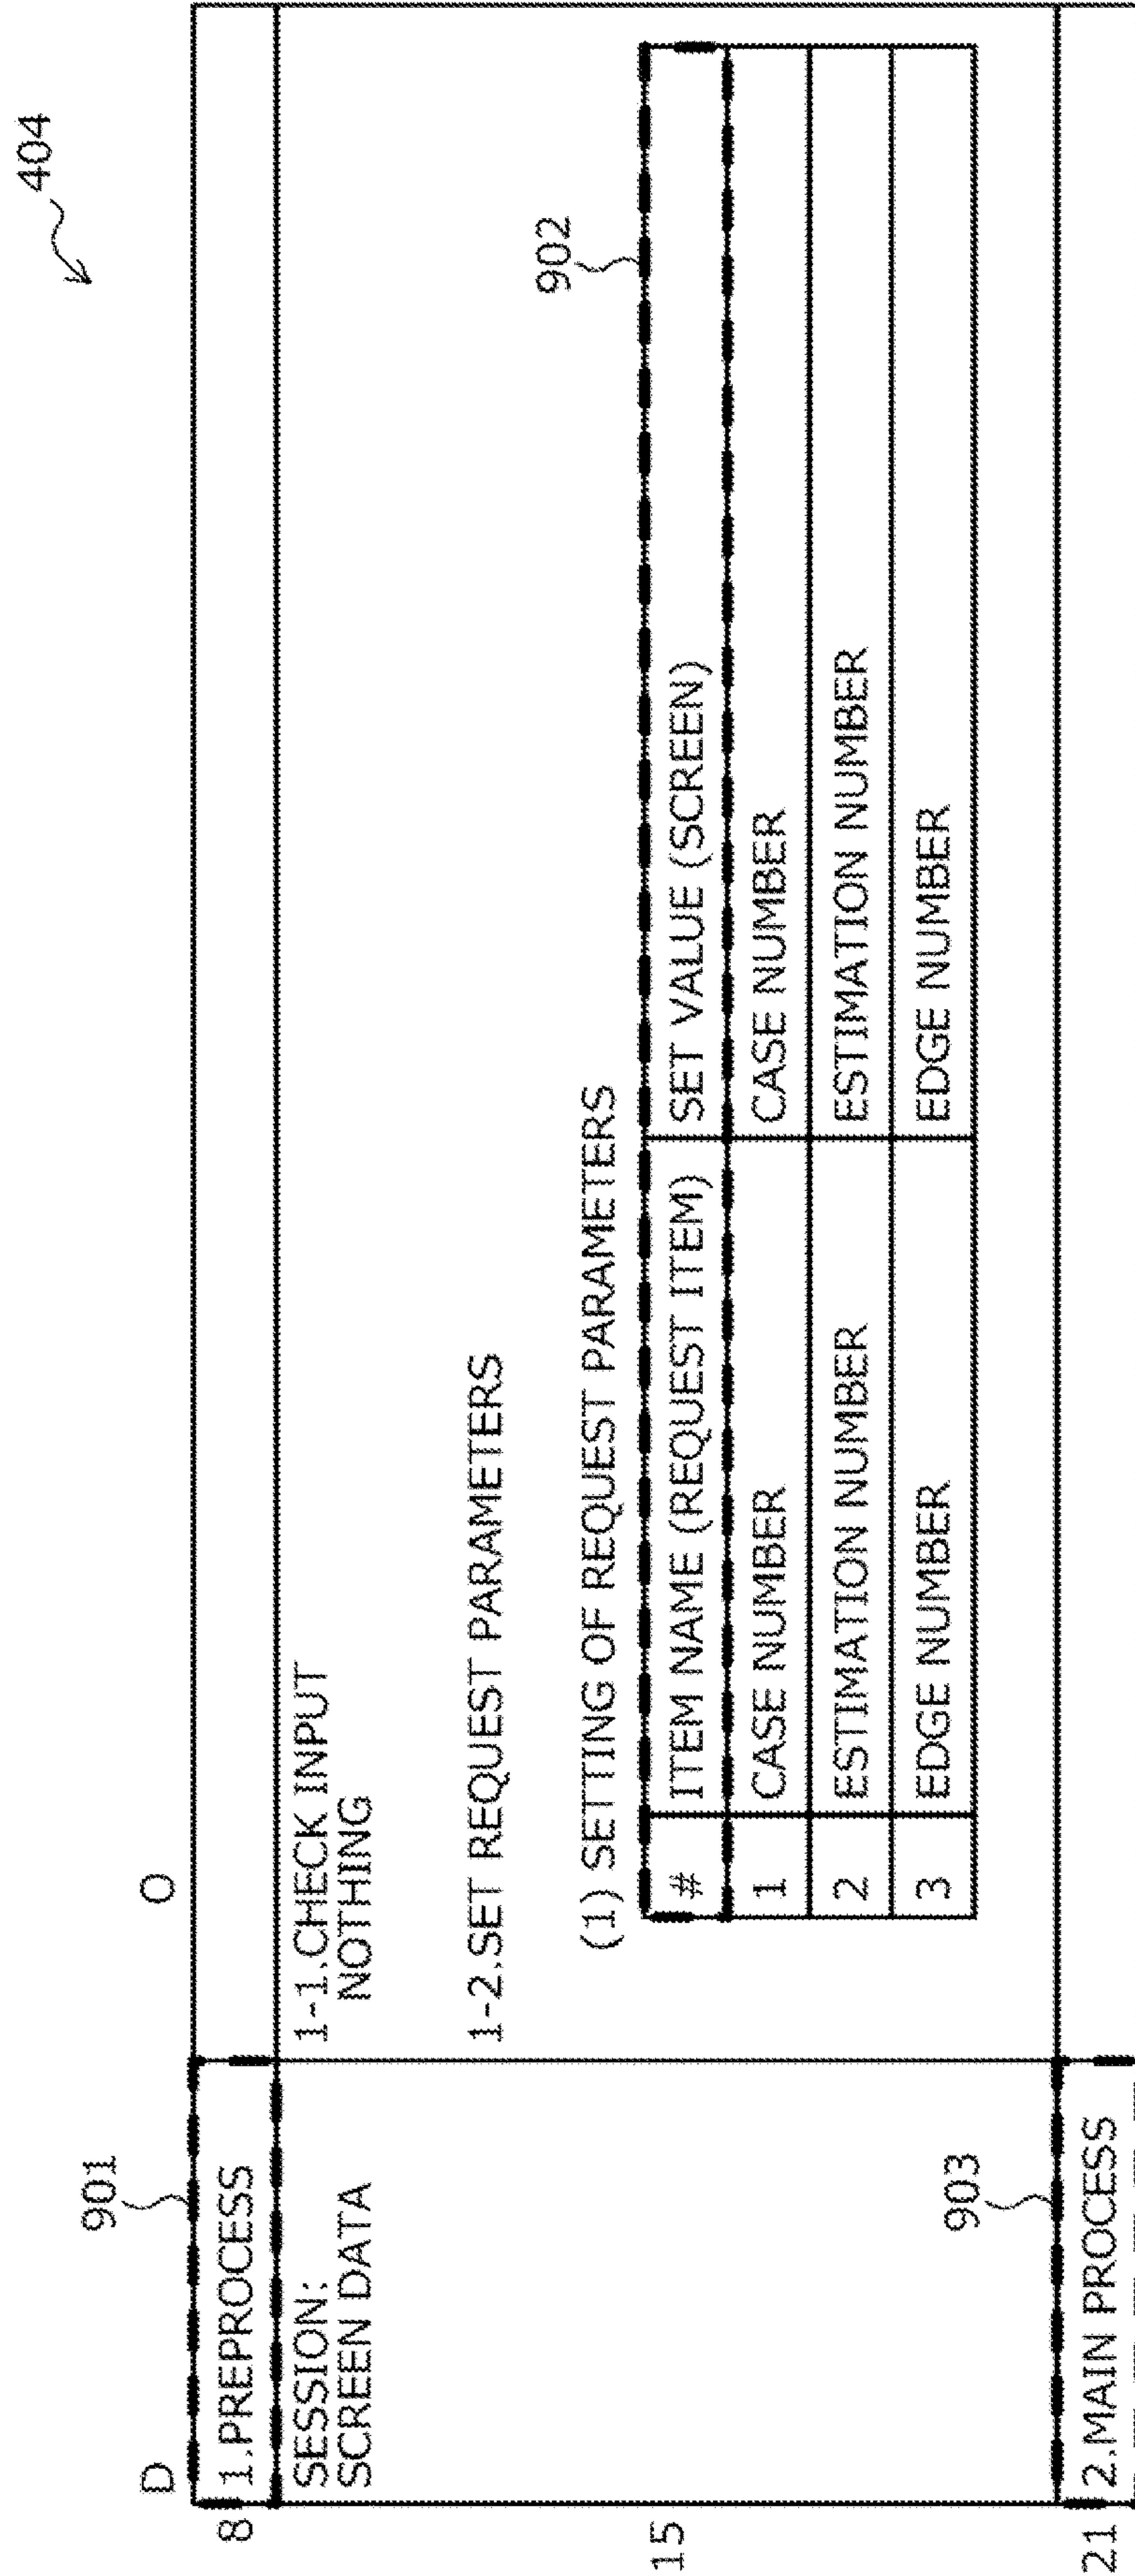 404
D O
901
8 1.PREPROCESS
SESSION:
SCREEN DATA
1-1.CHECK INPUT
NOTHING
1-2.SET REQUEST PARAMETERS
(1) SETTING OF REQUEST PARAMETERS
902
15 # ITEM NAME (REQUEST ITEM) SET VALUE (SCREEN)
1 CASE NUMBER CASE NUMBER
2 ESTIMATION NUMBER ESTIMATION NUMBER
3 EDGE NUMBER EDGE NUMBER
903
21 2.MAIN PROCESS